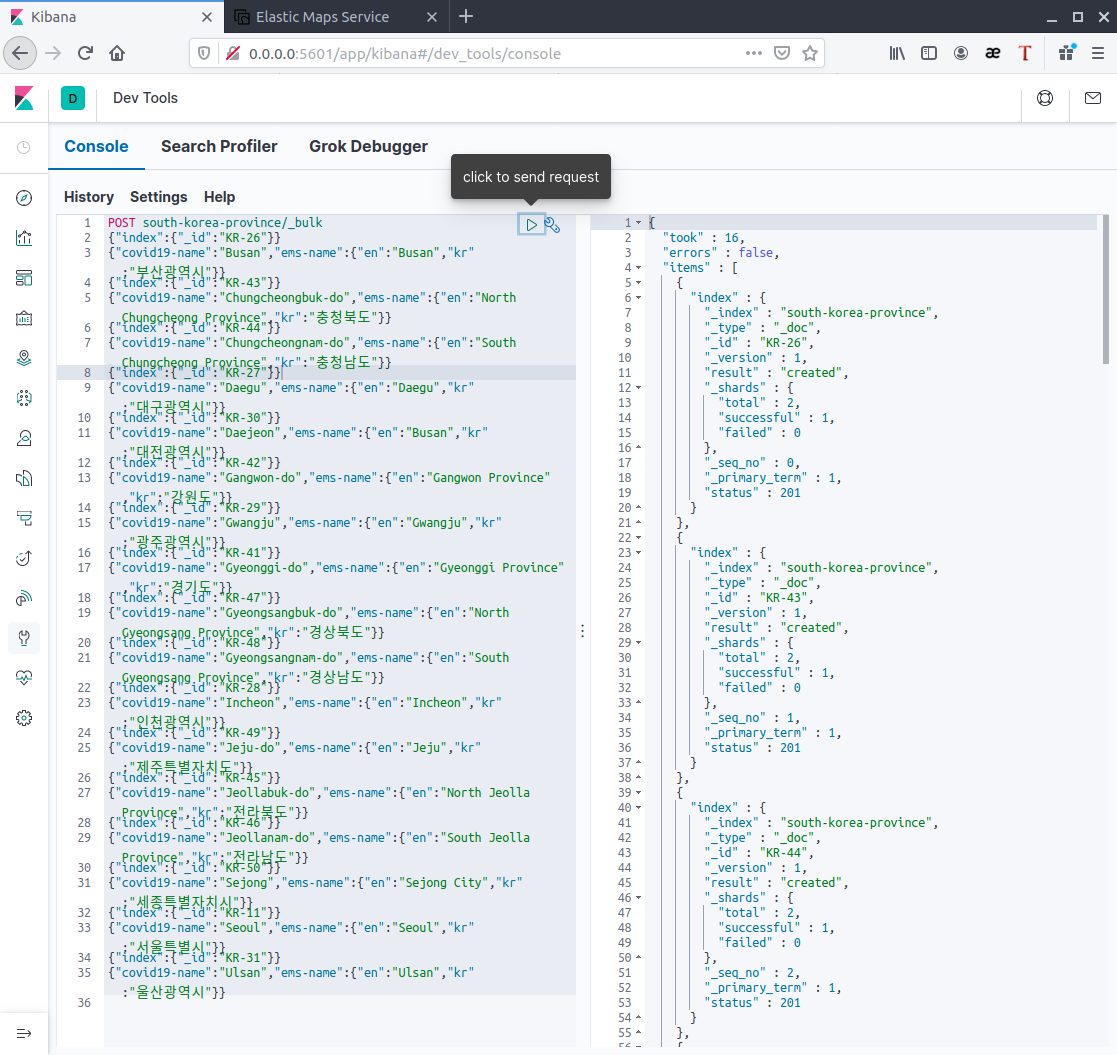 Kibana
Elastic Maps Service
0.0.0.0:5601/app/kibana#/dev_tools/console
æ T
D Dev Tools
Console Search Profiler Grok Debugger
click to send request
History Settings Help
1 POST south-korea-province/_bulk
2 {"index":{"_id":"KR-26"}}
3 {"covid19-name":"Busan","ems-name":{"en":"Busan","kr"
:"부산광역시"}}
4 {"index":{"_id":"KR-43"}}
5 {"covid19-name":"Chungcheongbuk-do","ems-name":{"en":"North
Chungcheong Province","kr":"충청북도"}}
6 {"index":{"_id":"KR-44"}}
7 {"covid19-name":"Chungcheongnam-do","ems-name":{"en":"South
Chungcheong Province","kr":"충청남도"}}
8 {"index":{"_id":"KR-27"}}
9 {"covid19-name":"Daegu","ems-name":{"en":"Daegu","kr"
:"대구광역시"}}
10 {"index":{"_id":"KR-30"}}
11 {"covid19-name":"Daejeon","ems-name":{"en":"Busan","kr"
:"대전광역시"}}
12 {"index":{"_id":"KR-42"}}
13 {"covid19-name":"Gangwon-do","ems-name":{"en":"Gangwon Province"
,"kr":"강원도"}}
14 {"index":{"_id":"KR-29"}}
15 {"covid19-name":"Gwangju","ems-name":{"en":"Gwangju","kr"
:"광주광역시"}}
16 {"index":{"_id":"KR-41"}}
17 {"covid19-name":"Gyeonggi-do","ems-name":{"en":"Gyeonggi Province"
,"kr":"경기도"}}
18 {"index":{"_id":"KR-47"}}
19 {"covid19-name":"Gyeongsangbuk-do","ems-name":{"en":"North
Gyeongsang Province","kr":"경상북도"}}
20 {"index":{"_id":"KR-48"}}
21 {"covid19-name":"Gyeongsangnam-do","ems-name":{"en":"South
Gyeongsang Province","kr":"경상남도"}}
22 {"index":{"_id":"KR-28"}}
23 {"covid19-name":"Incheon","ems-name":{"en":"Incheon","kr"
:"인천광역시"}}
24 {"index":{"_id":"KR-49"}}
25 {"covid19-name":"Jeju-do","ems-name":{"en":"Jeju","kr"
:"제주특별자치도"}}
26 {"index":{"_id":"KR-45"}}
27 {"covid19-name":"Jeollabuk-do","ems-name":{"en":"North Jeolla
Province","kr":"전라북도"}}
28 {"index":{"_id":"KR-46"}}
29 {"covid19-name":"Jeollanam-do","ems-name":{"en":"South Jeolla
Province","kr":"전라남도"}}
30 {"index":{"_id":"KR-50"}}
31 {"covid19-name":"Sejong","ems-name":{"en":"Sejong City","kr"
:"세종특별자치시"}}
32 {"index":{"_id":"KR-11"}}
33 {"covid19-name":"Seoul","ems-name":{"en":"Seoul","kr"
:"서울특별시"}}
34 {"index":{"_id":"KR-31"}}
35 {"covid19-name":"Ulsan","ems-name":{"en":"Ulsan","kr"
:"울산광역시"}}
36
1 {
2 "took" : 16,
3 "errors" : false,
4 "items" : [
5 {
6 "index" : {
7 "_index" : "south-korea-province",
8 "_type" : "_doc",
9 "_id" : "KR-26",
10 "_version" : 1,
11 "result" : "created",
12 "_shards" : {
13 "total" : 2,
14 "successful" : 1,
15 "failed" : 0
16 },
17 "_seq_no" : 0,
18 "_primary_term" : 1,
19 "status" : 201
20 }
21 },
22 {
23 "index" : {
24 "_index" : "south-korea-province",
25 "_type" : "_doc",
26 "_id" : "KR-43",
27 "_version" : 1,
28 "result" : "created",
29 "_shards" : {
30 "total" : 2,
31 "successful" : 1,
32 "failed" : 0
33 },
34 "_seq_no" : 1,
35 "_primary_term" : 1,
36 "status" : 201
37 }
38 },
39 {
40 "index" : {
41 "_index" : "south-korea-province",
42 "_type" : "_doc",
43 "_id" : "KR-44",
44 "_version" : 1,
45 "result" : "created",
46 "_shards" : {
47 "total" : 2,
48 "successful" : 1,
49 "failed" : 0
50 },
51 "_seq_no" : 2,
52 "_primary_term" : 1,
53 "status" : 201
54 }
55 },
56 {